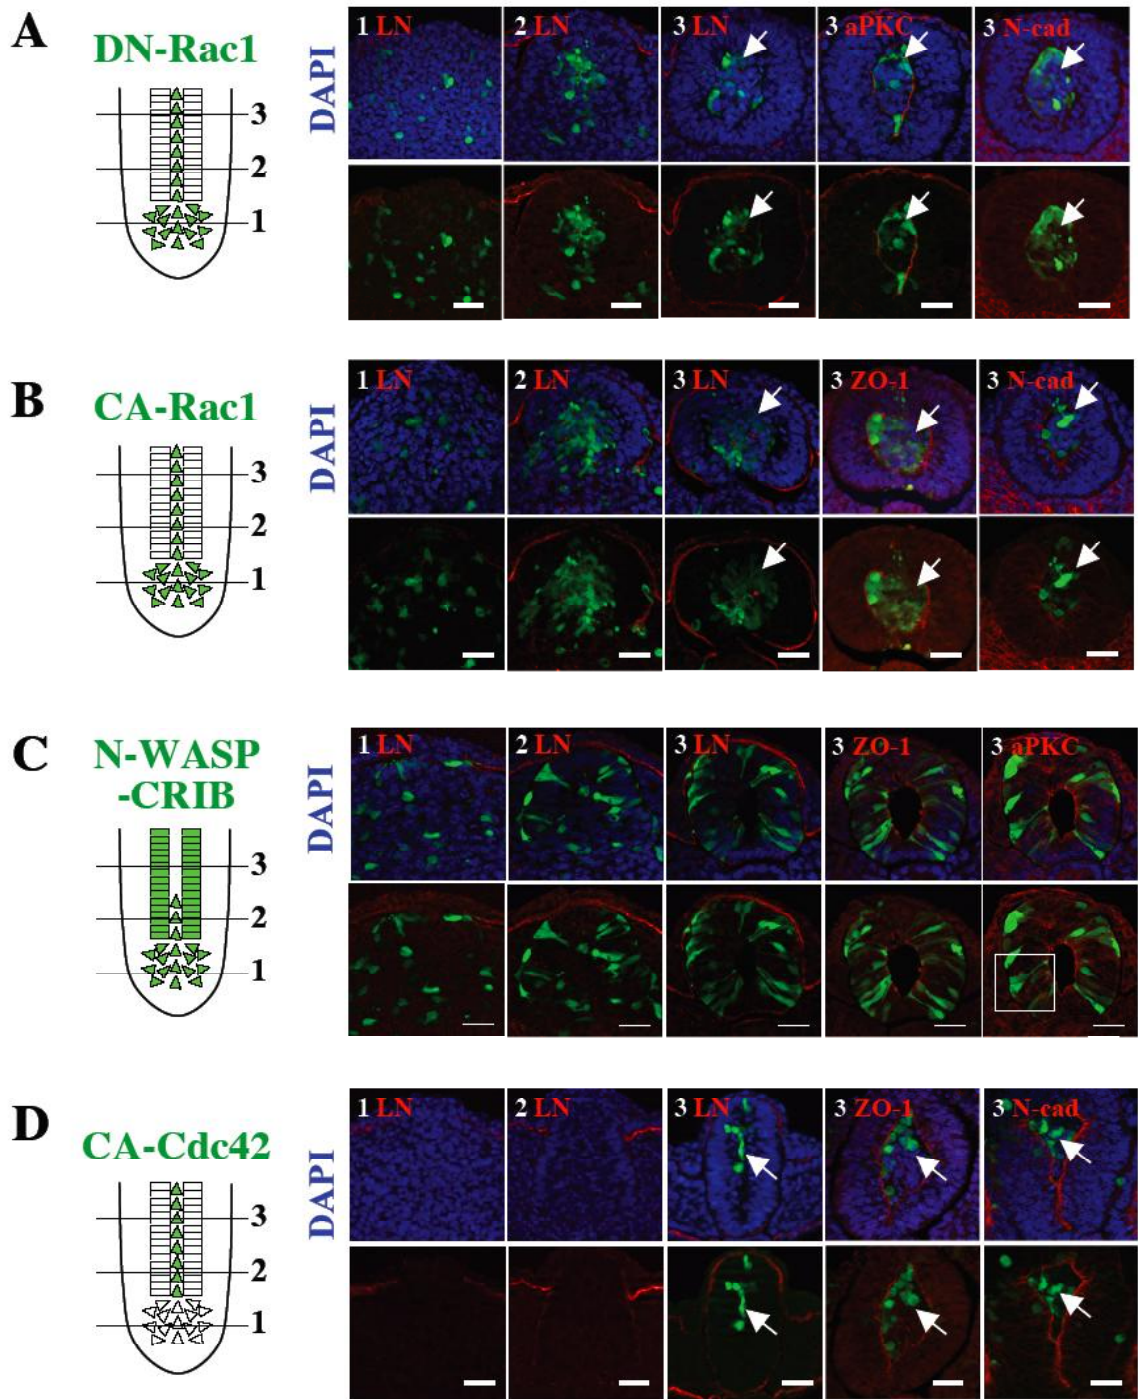 A
DN-Rac1
3
2
1
DAPI
1 LN
2 LN
3 LN
3 aPKC
3 N-cad
B
CA-Rac1
3
2
1
DAPI
1 LN
2 LN
3 LN
3 ZO-1
3 N-cad
C
N-WASP
-CRIB
3
2
1
DAPI
1 LN
2 LN
3 LN
3 ZO-1
3 aPKC
D
CA-Cdc42
3
2
1
DAPI
1 LN
2 LN
3 LN
3 ZO-1
3 N-cad